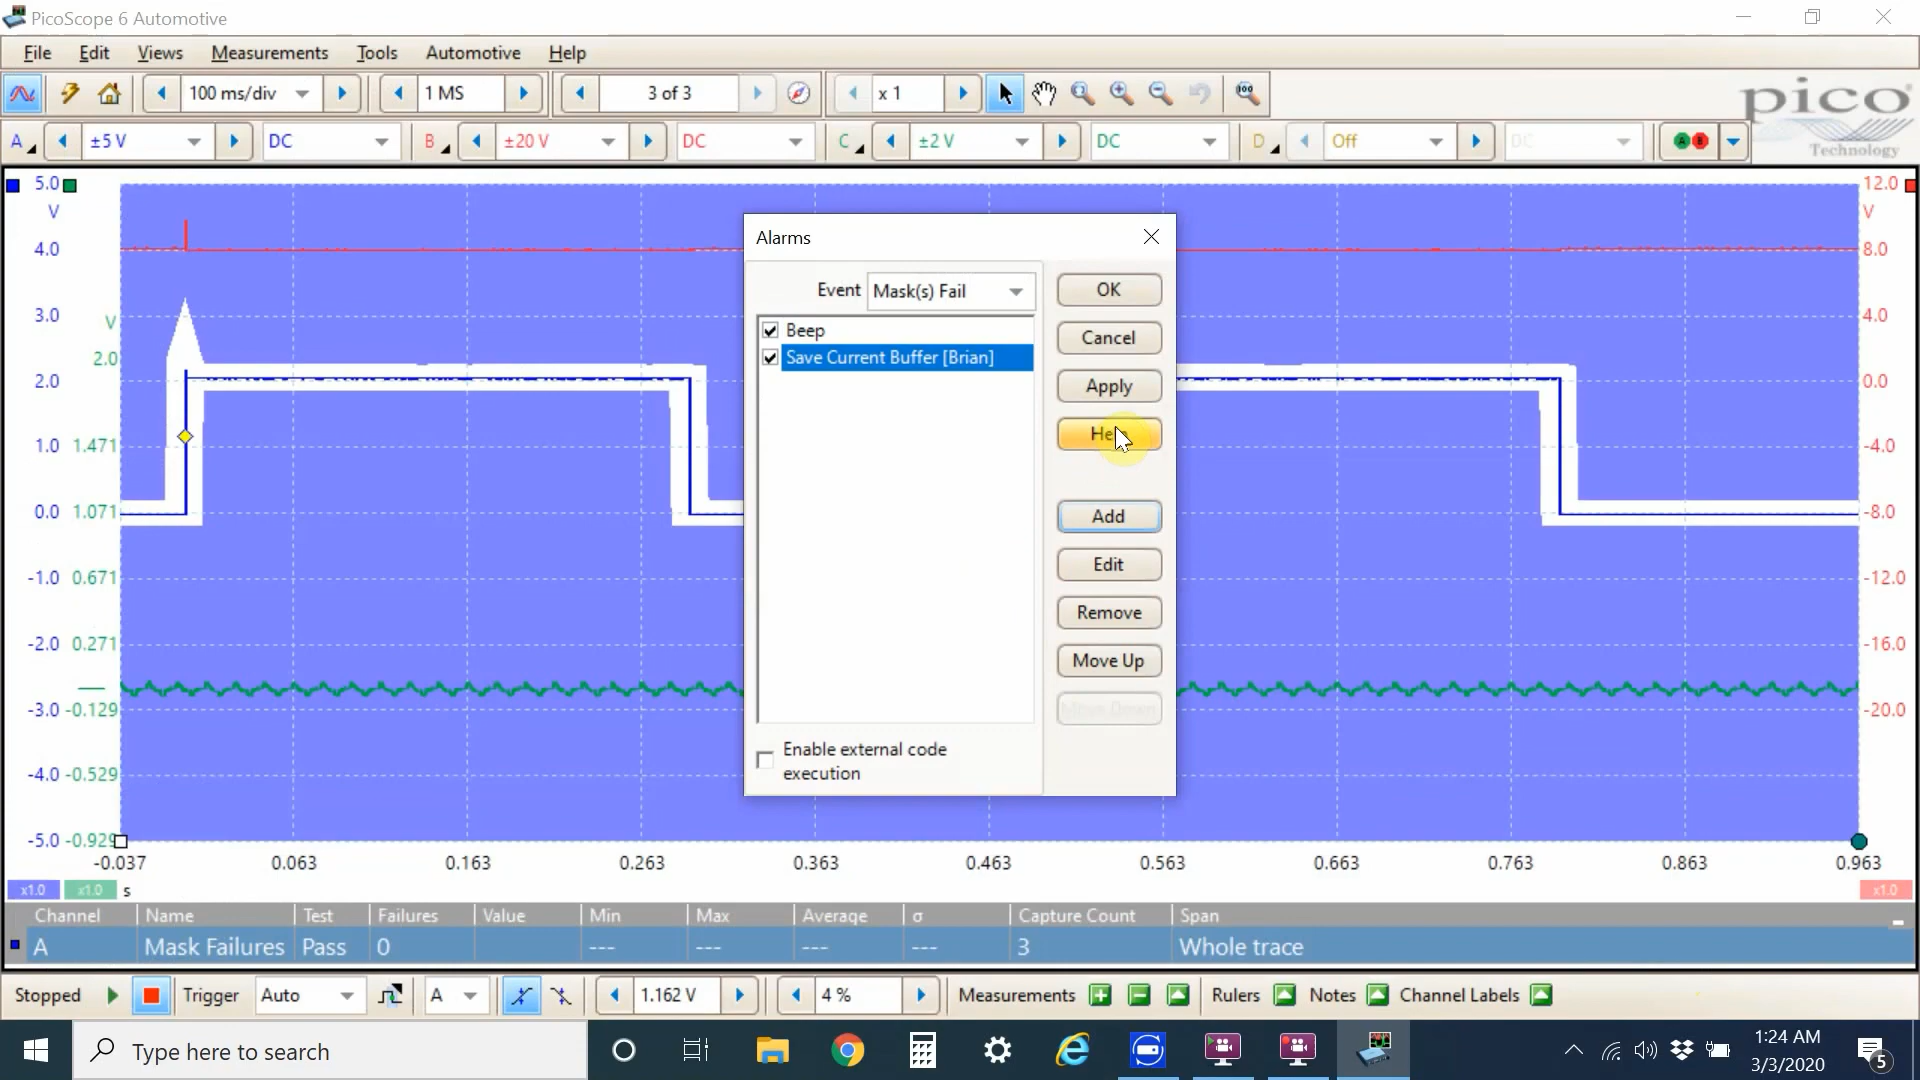 PicoScope 6 Automotive
File Edit Views Measurements Tools Automotive Help
100 ms/div 1 MS 3 of 3 x 1
pico
Technology
A ±5 V DC B ±20 V DC C ±2 V DC D Off DC A B
5.0 12.0
V V
4.0 8.0
3.0 4.0
V
2.0
2.0 0.0
1.0 1.471 -4.0
0.0 1.071 -8.0
-1.0 0.671 -12.0
-2.0 0.271 -16.0
-3.0 -0.129 -20.0
-4.0 -0.529
-5.0 -0.929
-0.037 0.063 0.163 0.263 0.363 0.463 0.563 0.663 0.763 0.863 0.963
x1.0 x1.0 s x1.0
Alarms
Event Mask(s) Fail
Beep
Save Current Buffer [Brian]
Enable external code
execution
OK
Cancel
Apply
Help
Add
Edit
Remove
Move Up
Move Down
Channel Name Test Failures Value Min Max Average σ Capture Count Span
A Mask Failures Pass 0 --- --- --- --- 3 Whole trace
Stopped Trigger Auto A 1.162 V 4 % Measurements Rulers Notes Channel Labels
Type here to search
1:24 AM
3/3/2020
5